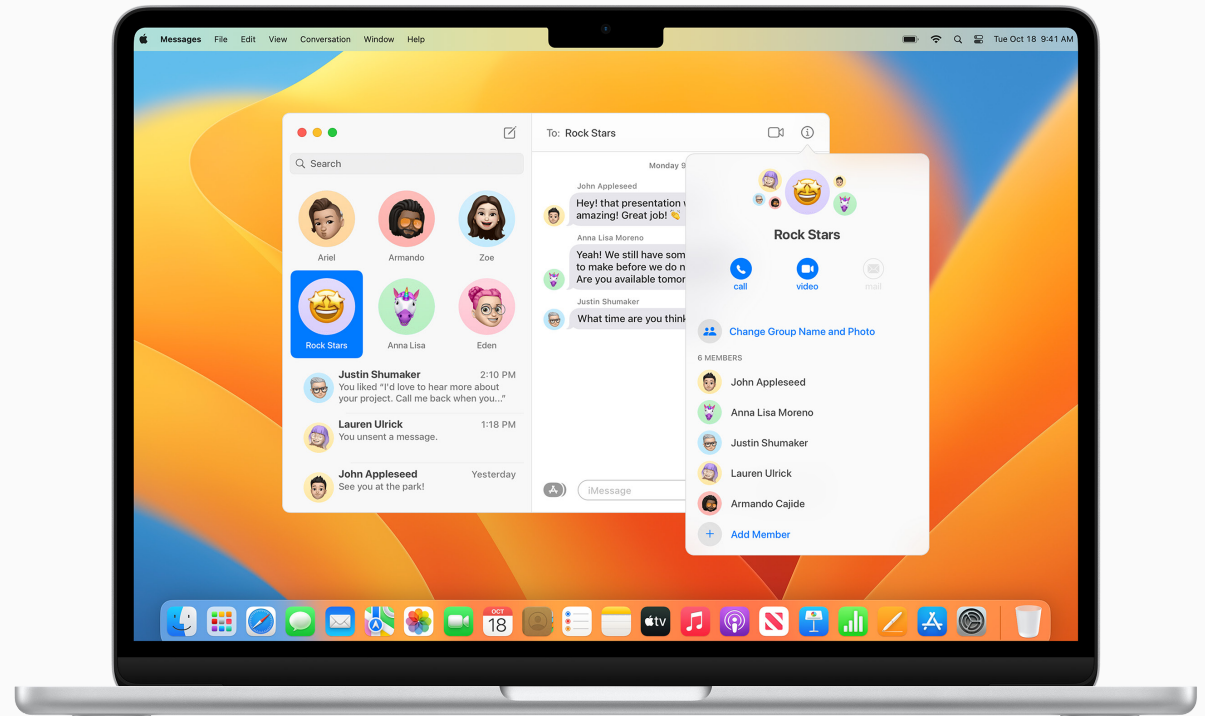 Messages File Edit View Conversation Window Help
Tue Oct 18 9:41 AM
Search
Ariel
Armando
Zoe
Rock Stars
Anna Lisa
Eden
Justin Shumaker 2:10 PM
You liked “I'd love to hear more about
your project. Call me back when you...”
Lauren Ulrick 1:18 PM
You unsent a message.
John Appleseed Yesterday
See you at the park!
To: Rock Stars
Monday 9
John Appleseed
Hey! that presentation
amazing! Great job! 👏
Anna Lisa Moreno
Yeah! We still have som
to make before we do n
Are you available tomor
Justin Shumaker
What time are you think
iMessage
Rock Stars
call
video
mail
Change Group Name and Photo
6 MEMBERS
John Appleseed
Anna Lisa Moreno
Justin Shumaker
Lauren Ulrick
Armando Cajide
Add Member
OCT
18
tv